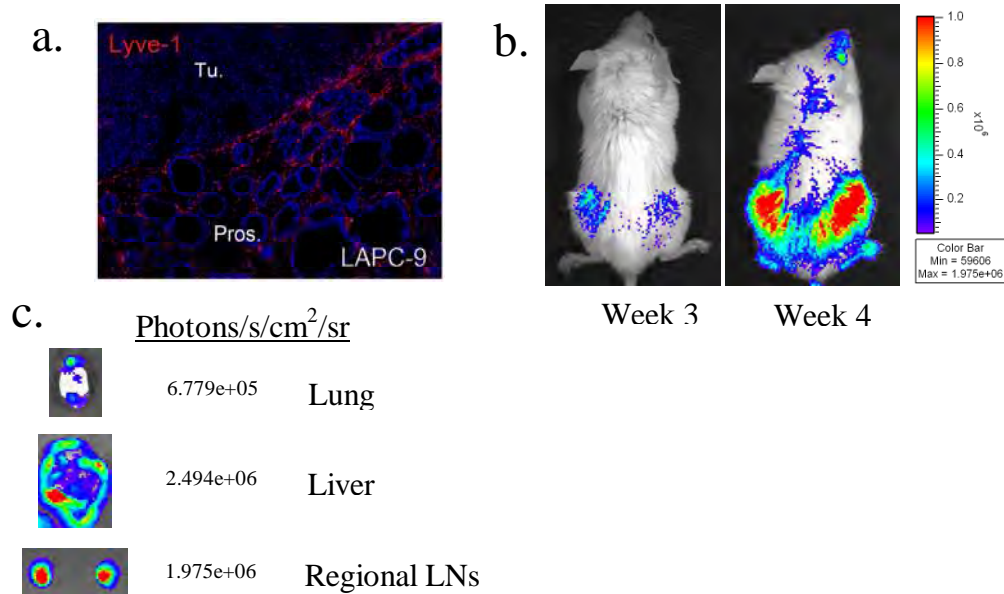 a.
Lyve-1
Tu.
Pros.
LAPC-9
b.
Week 3
Week 4
1.0
0.8
0.6
0.4
0.2
x10⁶
Color Bar
Min = 59606
Max = 1.975e+06
c.
Photons/s/cm²/sr
6.779e+05 Lung
2.494e+06 Liver
1.975e+06 Regional LNs